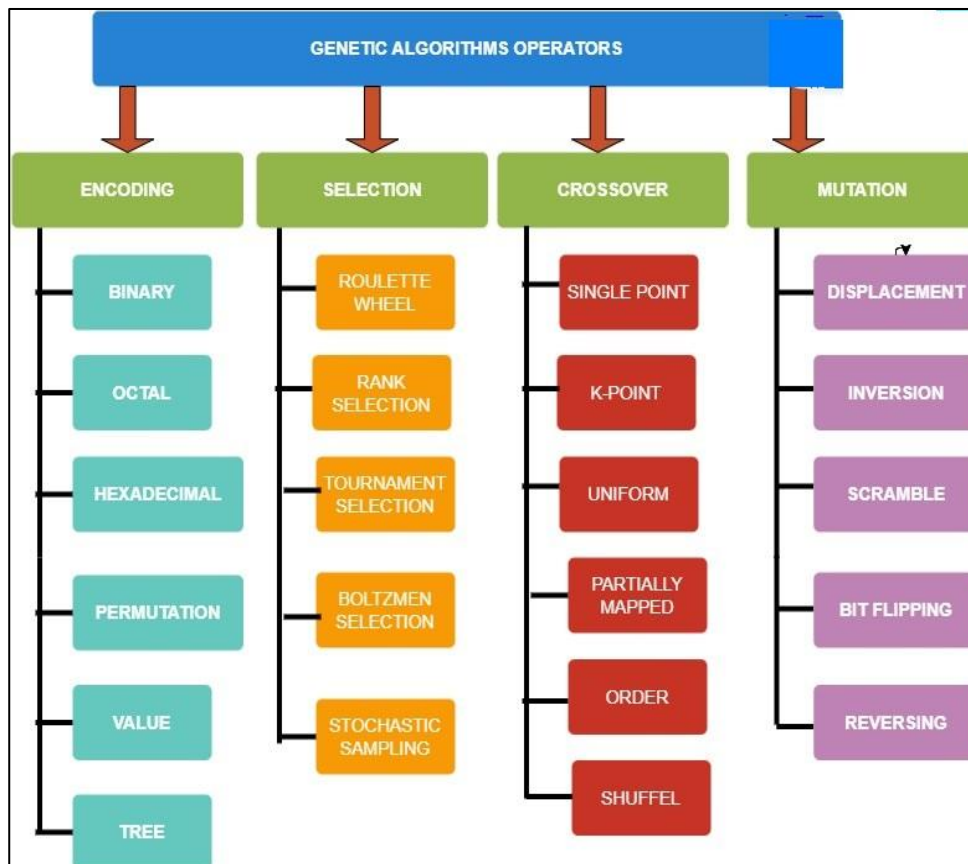 GENETIC ALGORITHMS OPERATORS
ENCODING
BINARY
OCTAL
HEXADECIMAL
PERMUTATION
VALUE
TREE
SELECTION
ROULETTE
WHEEL
RANK
SELECTION
TOURNAMENT
SELECTION
BOLTZMEN
SELECTION
STOCHASTIC
SAMPLING
CROSSOVER
SINGLE POINT
K-POINT
UNIFORM
PARTIALLY
MAPPED
ORDER
SHUFFEL
MUTATION
DISPLACEMENT
INVERSION
SCRAMBLE
BIT FLIPPING
REVERSING